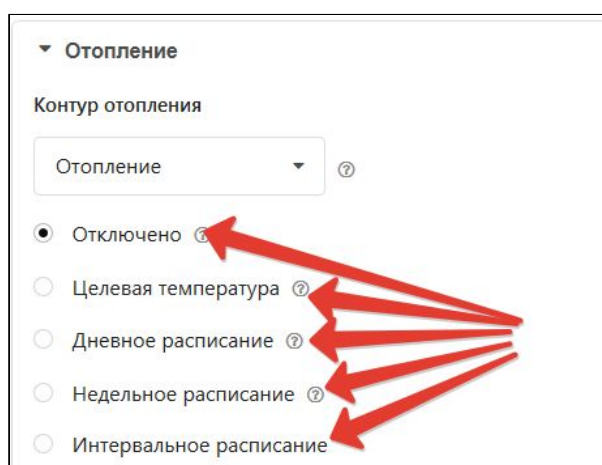 Отопление
Контур отопления
Отопление
Отключено
Целевая температура
Дневное расписание
Недельное расписание
Интервальное расписание